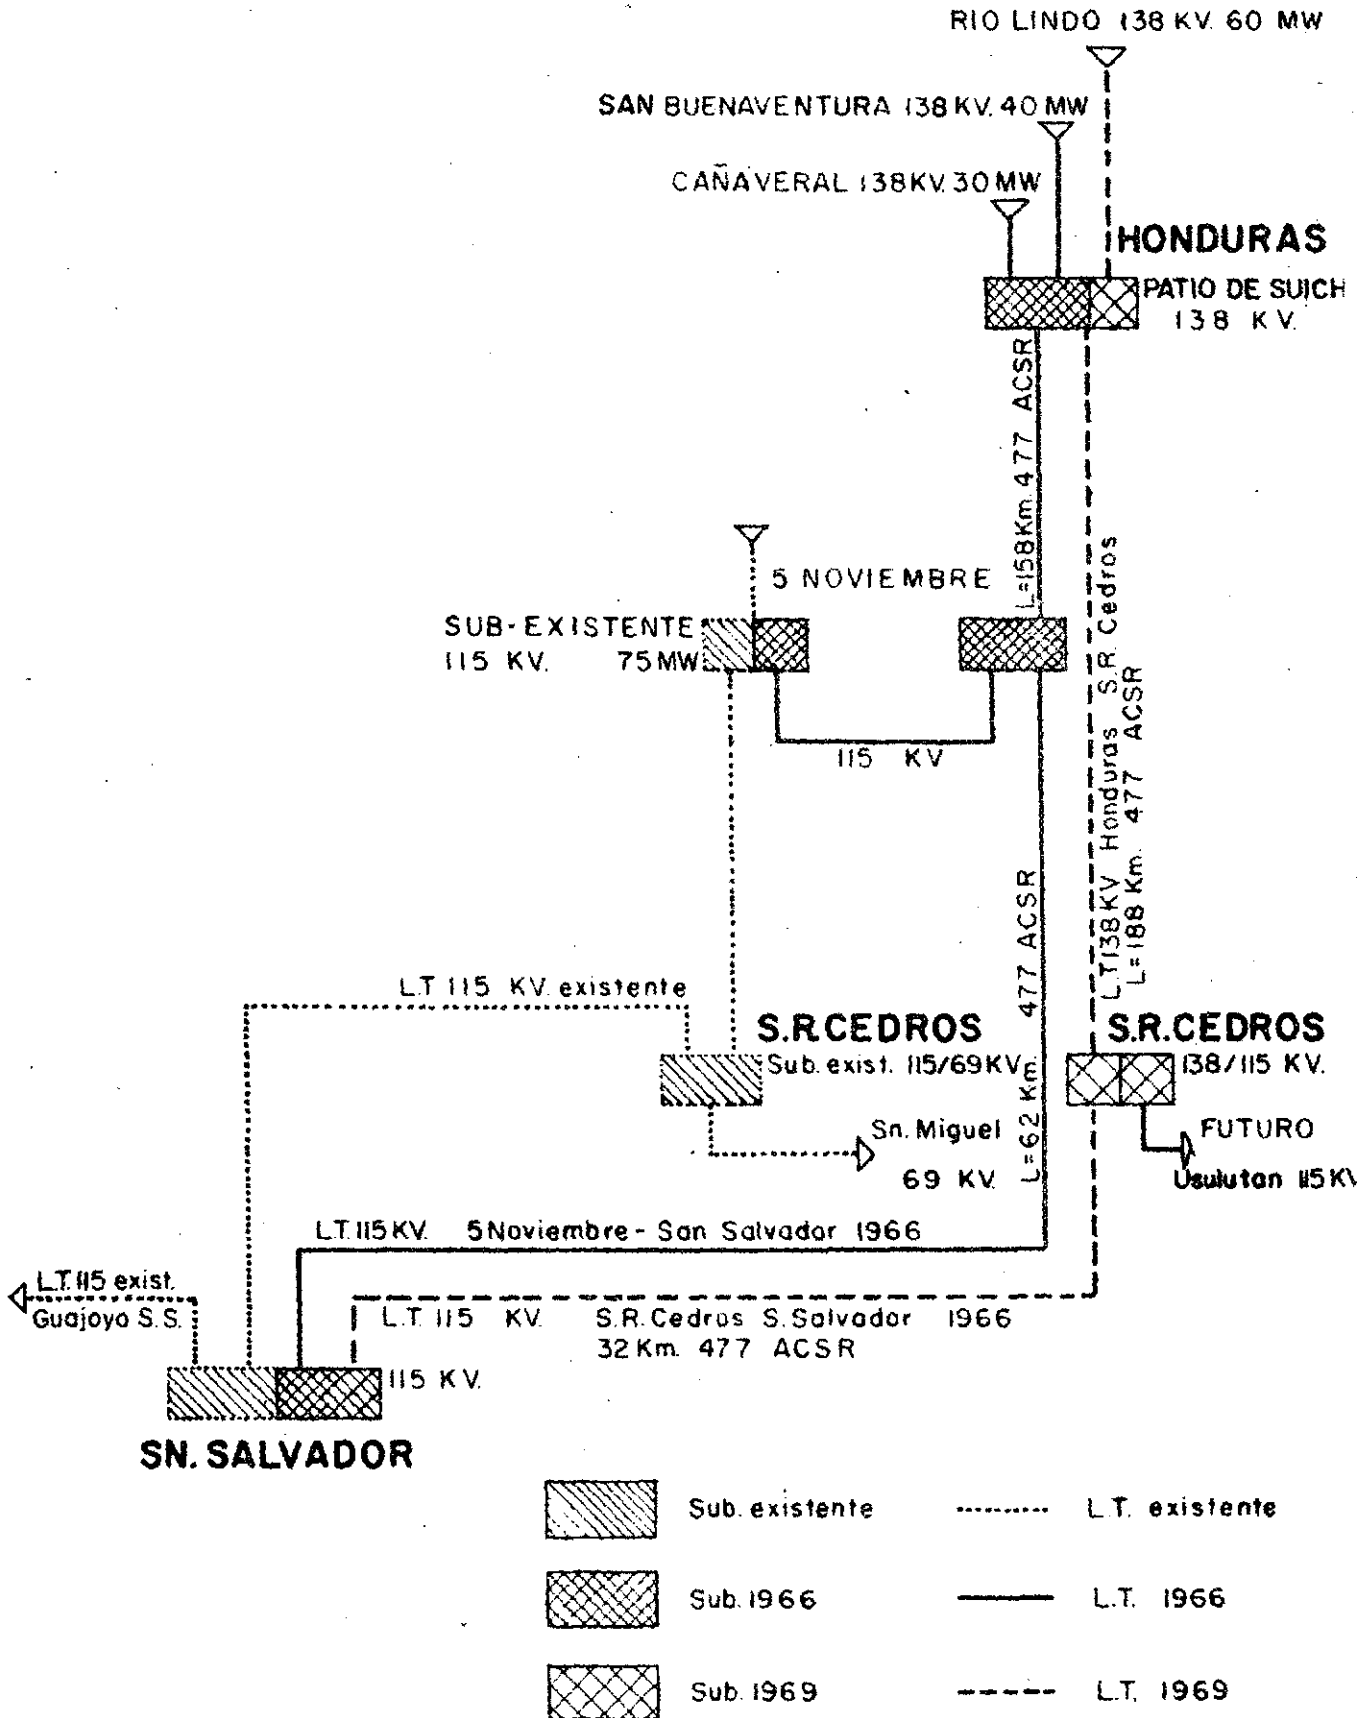 RIO LINDO 138 KV. 60 MW
SAN BUENAVENTURA 138 KV. 40 MW
CAÑAVERAL 138 KV. 30 MW
HONDURAS
PATIO DE SUICH
138 KV.
L=158 Km. 477 ACSR
5 NOVIEMBRE
SUB-EXISTENTE
115 KV. 75 MW
115 KV
L.T 138 KV Honduras S.R. Cedros
L=188 Km. 477 ACSR
L=62 Km. 477 ACSR
L.T 115 KV. existente
S.R. CEDROS
Sub. exist. 115/69 KV.
S.R. CEDROS
138/115 KV.
Sn. Miguel
69 KV.
FUTURO
Usulutan 115 KV
L.T. 115 KV. 5 Noviembre - San Salvador 1966
L.T. 115 exist.
Guajoyo S.S.
L.T. 115 KV. S.R. Cedros S. Salvador 1966
32 Km. 477 ACSR
115 KV.
SN. SALVADOR
Sub. existente
L.T. existente
Sub. 1966
L.T. 1966
Sub. 1969
L.T. 1969